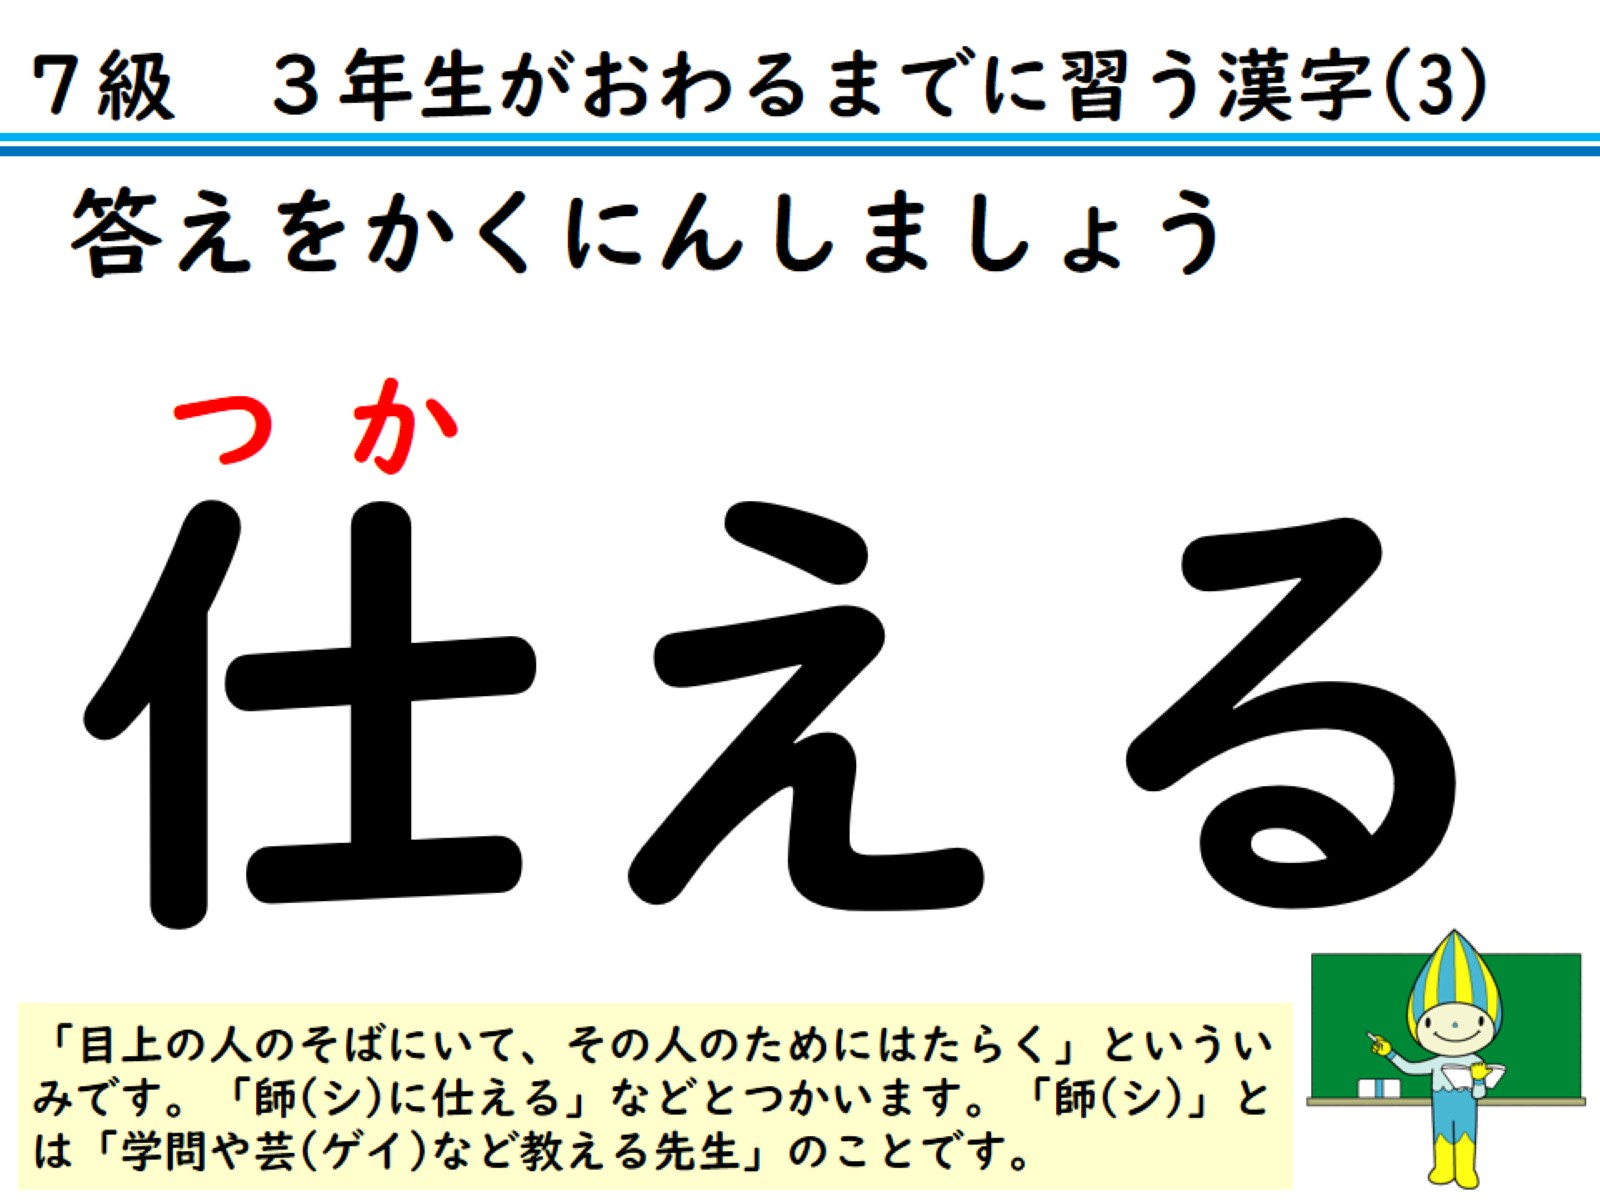 ７級　３年生がおわるまでに習う漢字(3)
答えをかくにんしましょう
つか
仕える
「目上の人のそばにいて、その人のためにはたらく」というい
みです。「師(シ)に仕える」などとつかいます。「師(シ)」と
は「学問や芸(ゲイ)など教える先生」のことです。